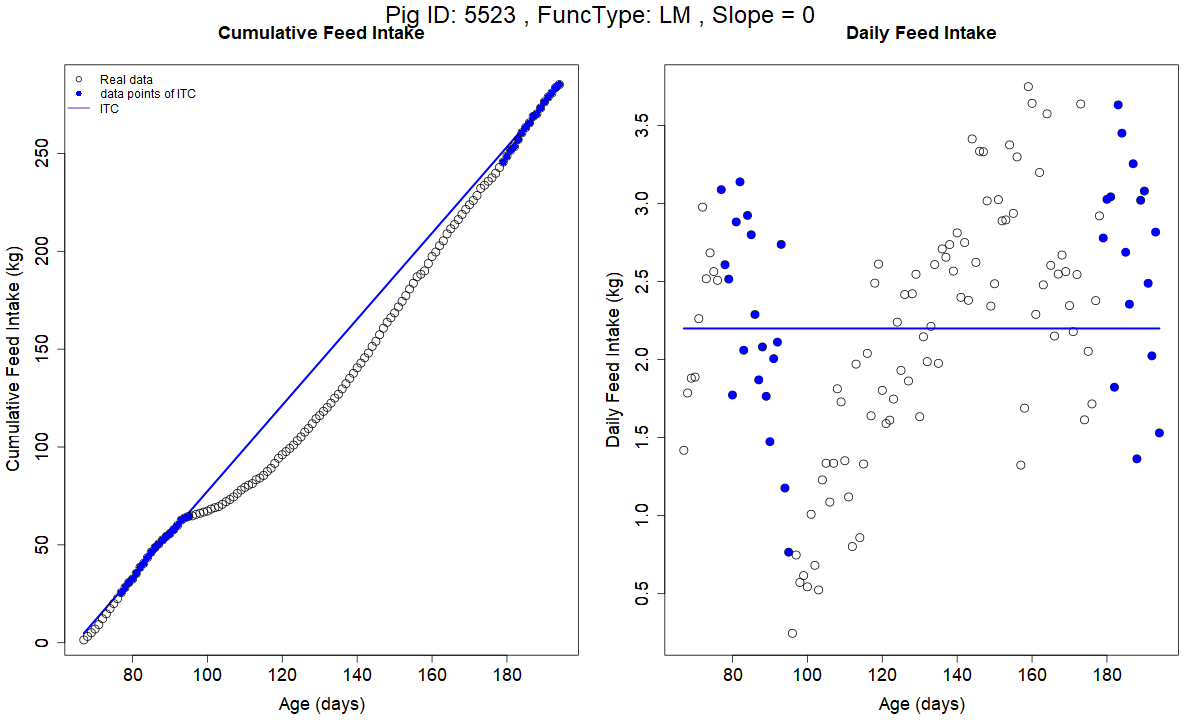 Pig ID: 5523 , FuncType: LM , Slope = 0
Cumulative Feed Intake
Daily Feed Intake
Real data
data points of ITC
ITC
Cumulative Feed Intake (kg)
0
50
100
150
200
250
80
100
120
140
160
180
Age (days)
Daily Feed Intake (kg)
0.5
1.0
1.5
2.0
2.5
3.0
3.5
80
100
120
140
160
180
Age (days)